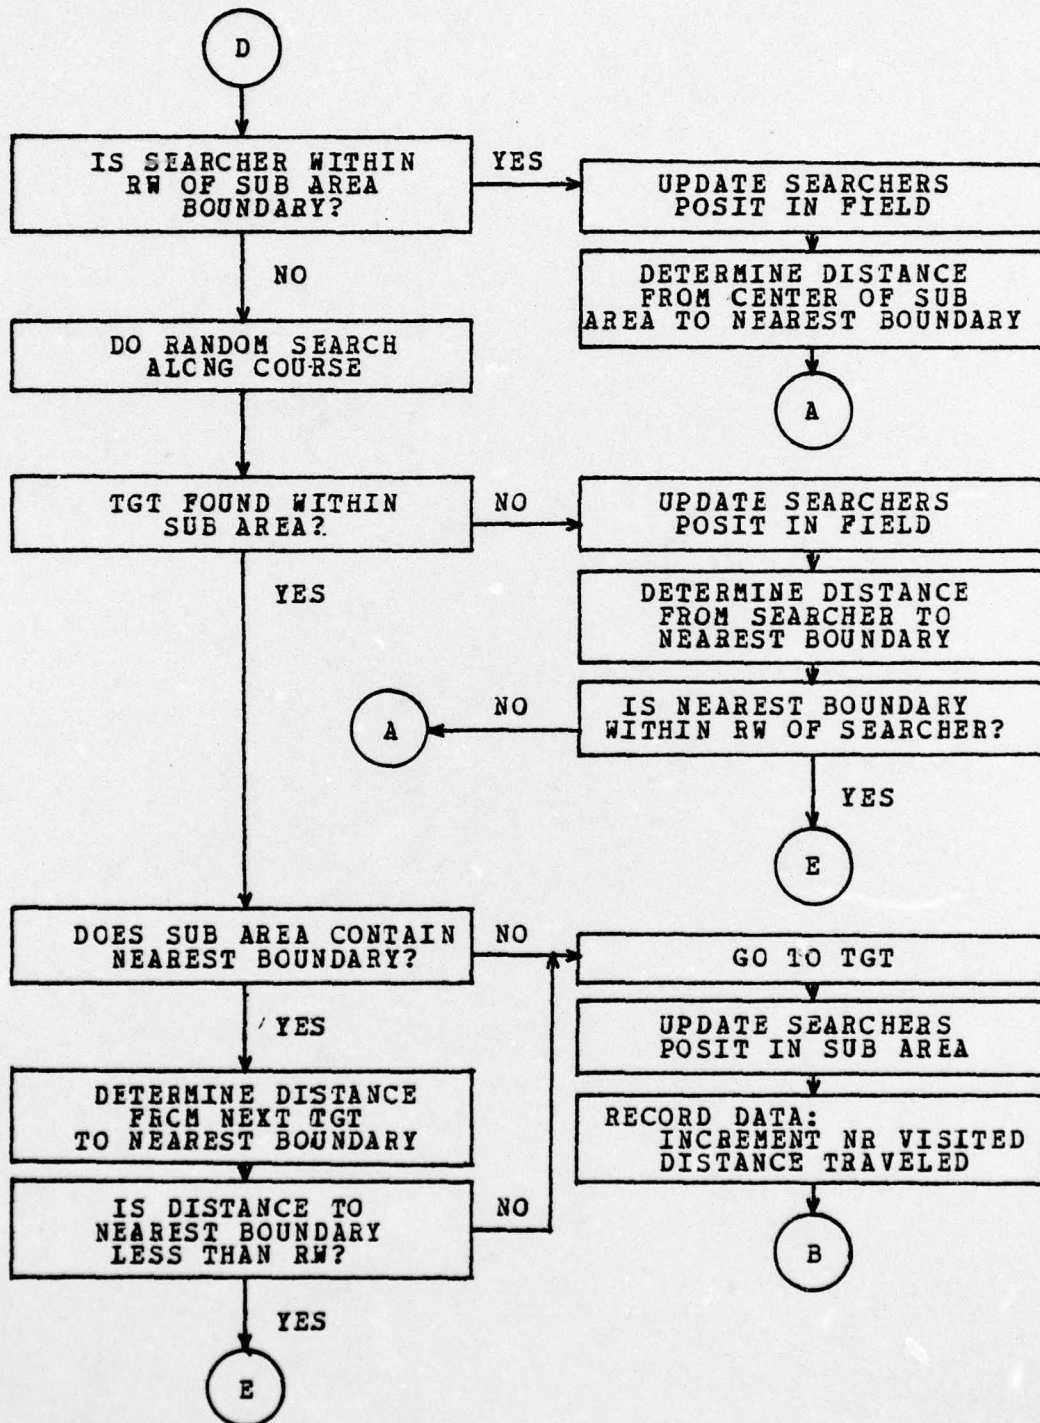 D
IS SEARCHER WITHIN
RW OF SUB AREA
BOUNDARY?
YES
UPDATE SEARCHERS
POSIT IN FIELD
DETERMINE DISTANCE
FROM CENTER OF SUB
AREA TO NEAREST BOUNDARY
A
NO
DO RANDOM SEARCH
ALCNG COURSE
TGT FOUND WITHIN
SUB AREA?
NO
UPDATE SEARCHERS
POSIT IN FIELD
DETERMINE DISTANCE
FROM SEARCHER TO
NEAREST BOUNDARY
IS NEAREST BOUNDARY
WITHIN RW OF SEARCHER?
NO
A
YES
E
YES
DOES SUB AREA CONTAIN
NEAREST BOUNDARY?
NO
GO TO TGT
UPDATE SEARCHERS
POSIT IN SUB AREA
RECORD DATA:
INCREMENT NR VISITED
DISTANCE TRAVELED
B
YES
DETERMINE DISTANCE
FRCM NEXT TGT
TO NEAREST BOUNDARY
IS DISTANCE TO
NEAREST BOUNDARY
LESS THAN RW?
NO
YES
E